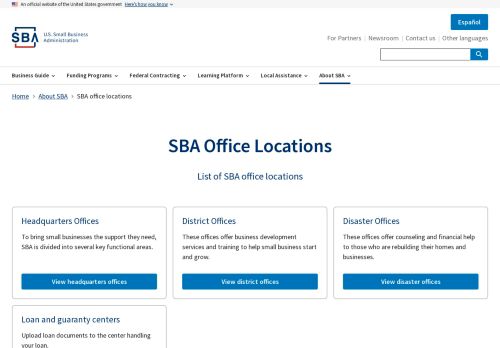 An official website of the United States government Here's how you know
Español
SBA U.S. Small Business
Administration
For Partners Newsroom Contact us Other languages
Business Guide Funding Programs Federal Contracting Learning Platform Local Assistance About SBA
Home About SBA SBA office locations
SBA Office Locations
List of SBA office locations
Headquarters Offices
To bring small businesses the support they need,
SBA is divided into several key functional areas.
View headquarters offices
District Offices
These offices offer business development
services and training to help small business start
and grow.
View district offices
Disaster Offices
These offices offer counseling and financial help
to those who are rebuilding their homes and
businesses.
View disaster offices
Loan and guaranty centers
Upload loan documents to the center handling
your loan.